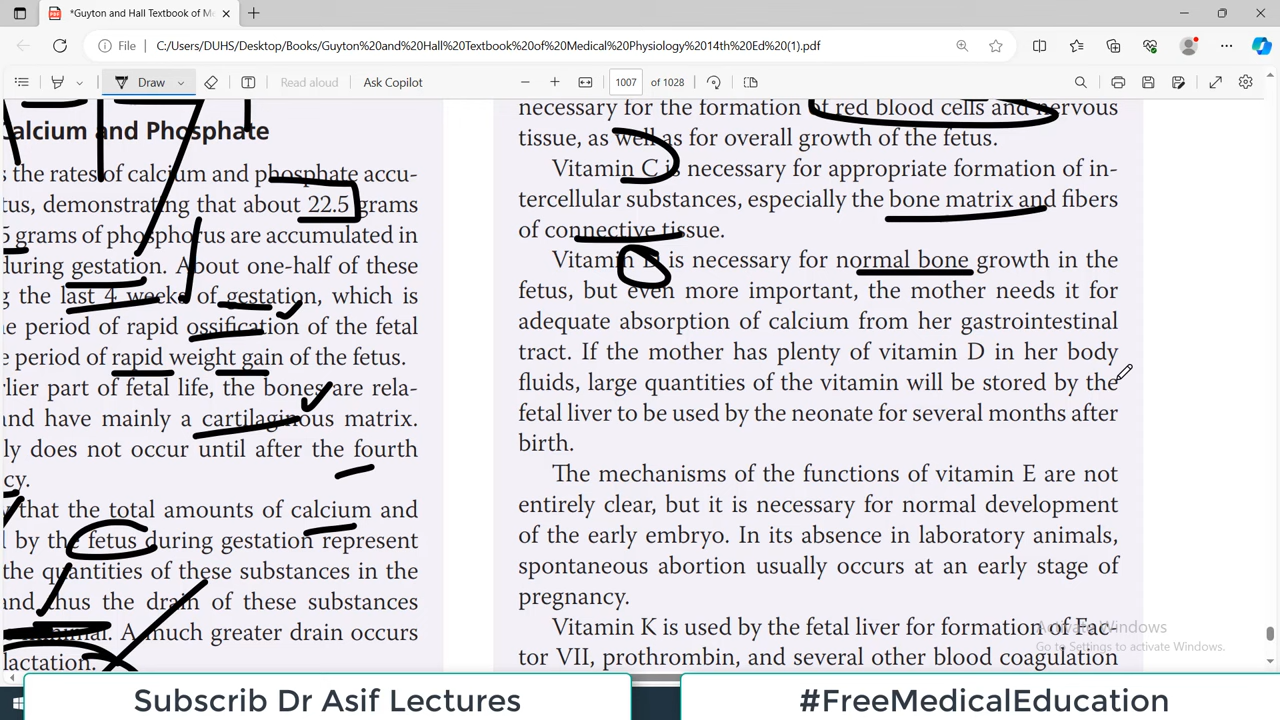 *Guyton and Hall Textbook of Me
File
C:/Users/DUHS/Desktop/Books/Guyton%20and%20Hall%20Textbook%20of%20Medical%20Physiology%2014th%20Ed%20(1).pdf
Draw
Read aloud
Ask Copilot
1007 of 1028
alcium and Phosphate
s the rates of calcium and phosphate accu-
tus, demonstrating that about 22.5 grams
5 grams of phosphorus are accumulated in
during gestation. About one-half of these
g the last 4 weeks of gestation, which is
e period of rapid ossification of the fetal
e period of rapid weight gain of the fetus.
rlier part of fetal life, the bones are rela-
and have mainly a cartilaginous matrix.
ly does not occur until after the fourth
cy.
that the total amounts of calcium and
l by the fetus during gestation represent
the quantities of these substances in the
and thus the drain of these substances
A much greater drain occurs
lactation.
necessary for the formation of red blood cells and nervous
tissue, as well as for overall growth of the fetus.
Vitamin C is necessary for appropriate formation of in-
tercellular substances, especially the bone matrix and fibers
of connective tissue.
Vitamin D is necessary for normal bone growth in the
fetus, but even more important, the mother needs it for
adequate absorption of calcium from her gastrointestinal
tract. If the mother has plenty of vitamin D in her body
fluids, large quantities of the vitamin will be stored by the
fetal liver to be used by the neonate for several months after
birth.
The mechanisms of the functions of vitamin E are not
entirely clear, but it is necessary for normal development
of the early embryo. In its absence in laboratory animals,
spontaneous abortion usually occurs at an early stage of
pregnancy.
Vitamin K is used by the fetal liver for formation of Fac-
tor VII, prothrombin, and several other blood coagulation
Activate Windows
Go to Settings to activate Windows.
Subscrib Dr Asif Lectures
#FreeMedicalEducation